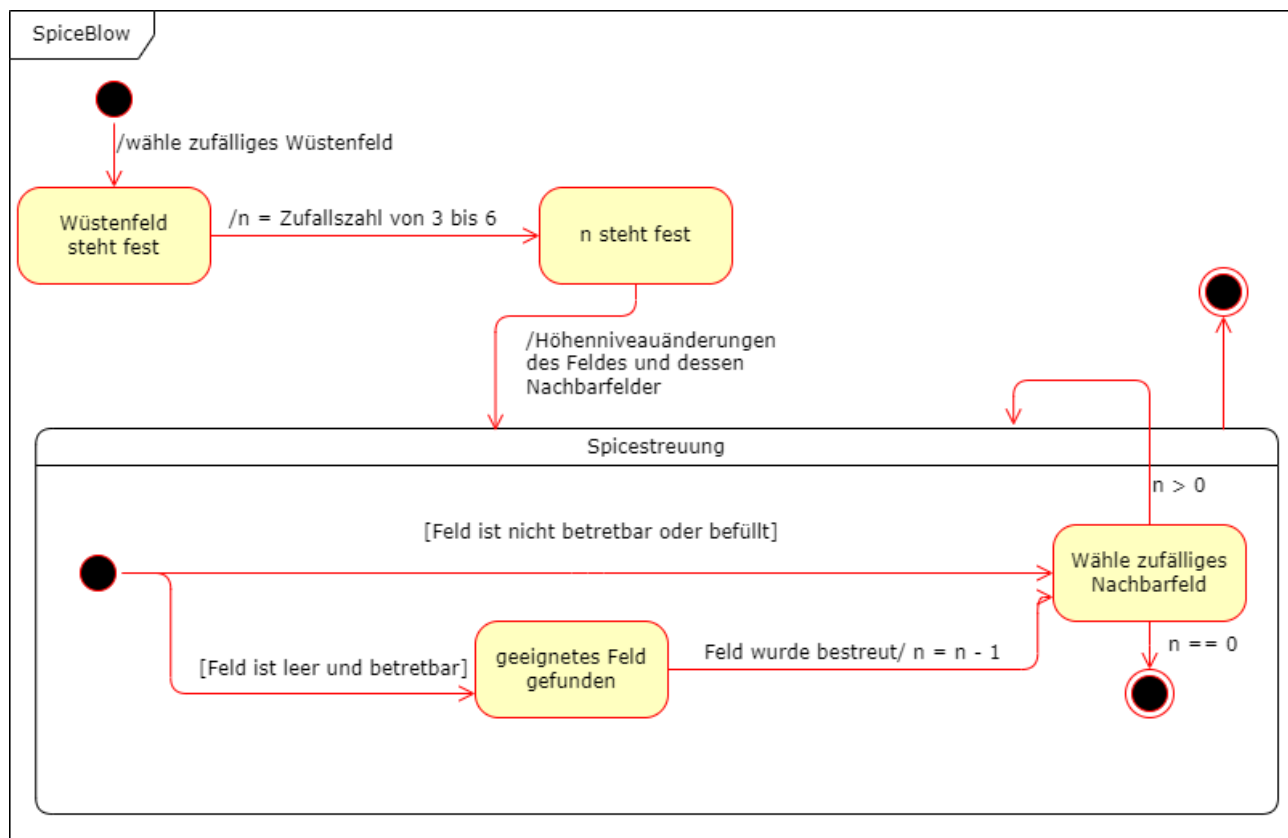 SpiceBlow
/wähle zufälliges Wüstenfeld
Wüstenfeld
steht fest
/n = Zufallszahl von 3 bis 6
n steht fest
/Höhenniveauänderungen
des Feldes und dessen
Nachbarfelder
Spicestreuung
n > 0
[Feld ist nicht betretbar oder befüllt]
Wähle zufälliges
Nachbarfeld
[Feld ist leer und betretbar]
geeignetes Feld
gefunden
Feld wurde bestreut/ n = n - 1
n == 0